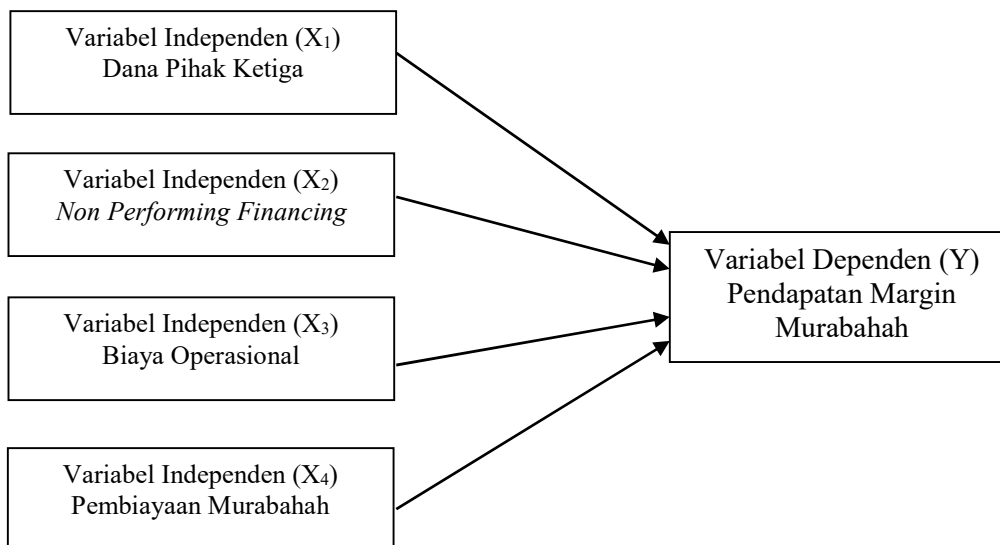 Variabel Independen (X₁)
Dana Pihak Ketiga
Variabel Independen (X₂)
Non Performing Financing
Variabel Independen (X₃)
Biaya Operasional
Variabel Independen (X₄)
Pembiayaan Murabahah
Variabel Dependen (Y)
Pendapatan Margin
Murabahah